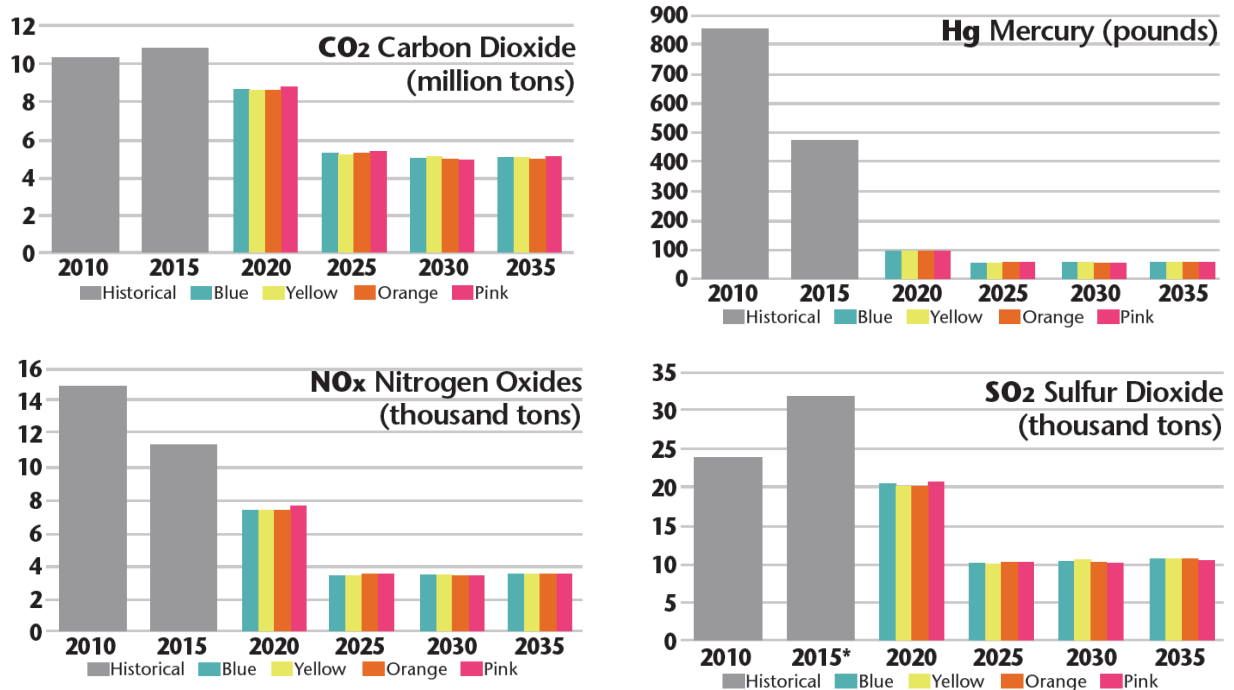 CO2 Carbon Dioxide
(million tons)
12
10
8
6
4
2
0
2010 2015 2020 2025 2030 2035
Historical Blue Yellow Orange Pink
Hg Mercury (pounds)
900
800
700
600
500
400
300
200
100
0
2010 2015 2020 2025 2030 2035
Historical Blue Yellow Orange Pink
NOx Nitrogen Oxides
(thousand tons)
16
14
12
10
8
6
4
2
0
2010 2015 2020 2025 2030 2035
Historical Blue Yellow Orange Pink
SO2 Sulfur Dioxide
(thousand tons)
35
30
25
20
15
10
5
0
2010 2015* 2020 2025 2030 2035
Historical Blue Yellow Orange Pink